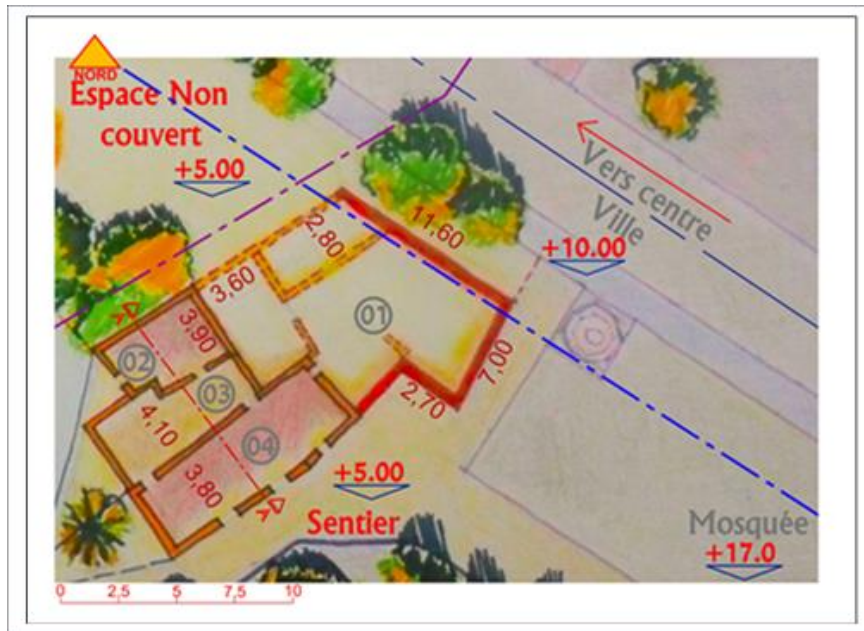 NORD
Espace Non
couvert
+5.00
Vers centre
Ville
11,60
2,80
+10.00
3,60
01
3,90
02
7,00
03
2,70
4,10
04
3,80
+5.00
Sentier
Mosquée
+17.0
0 2,5 5 7,5 10
A
A